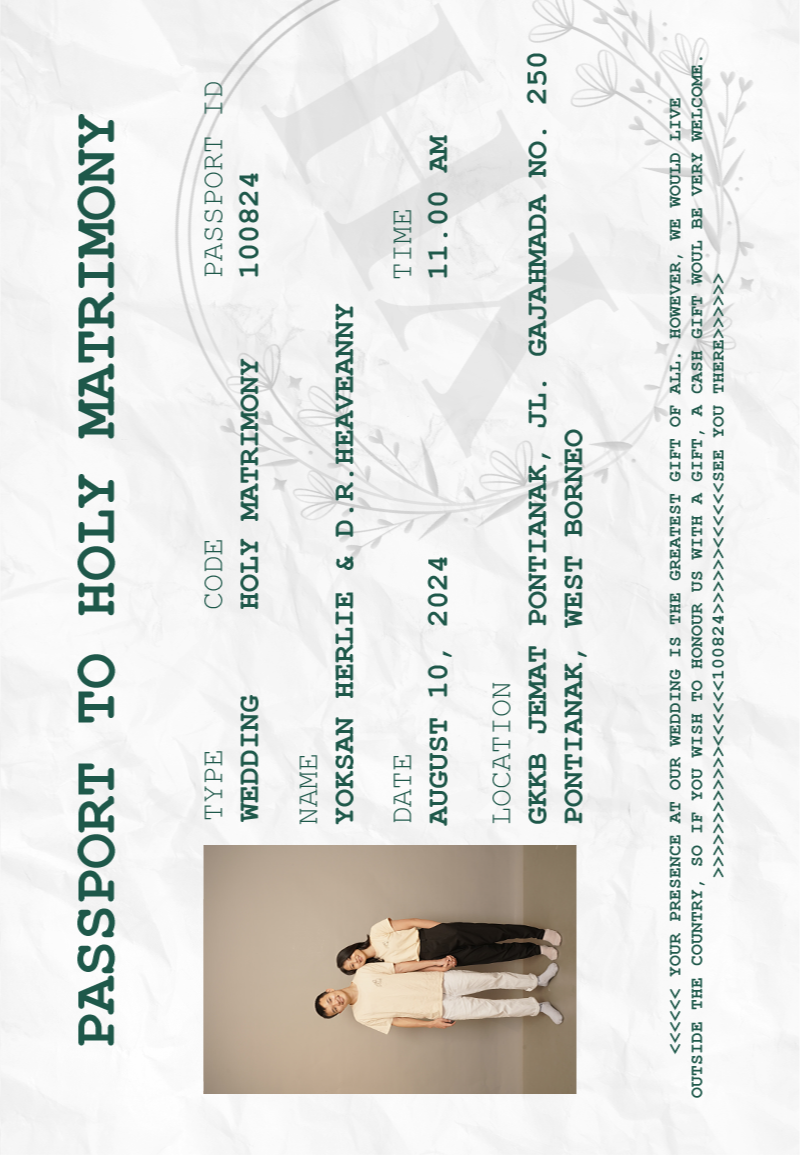 PASSPORT TO HOLY MATRIMONY
TYPE CODE PASSPORT ID
WEDDING HOLY MATRIMONY 100824
NAME
YOKSAN HERLIE & D.R.HEAVEANNY
DATE TIME
AUGUST 10, 2024 11.00 AM
LOCATION
GKKB JEMAT PONTIANAK, JL. GAJAHMADA NO. 250
PONTIANAK, WEST BORNEO
<<<<<< YOUR PRESENCE AT OUR WEDDING IS THE GREATEST GIFT OF ALL. HOWEVER, WE WOULD LIVE
OUTSIDE THE COUNTRY, SO IF YOU WISH TO HONOUR US WITH A GIFT, A CASH GIFT WOUL BE VERY WELCOME.
>>>>>>>>>>>>>><<<<<<<100824>>>>>>><<<<<<<SEE YOU THERE>>>>>>>
HY